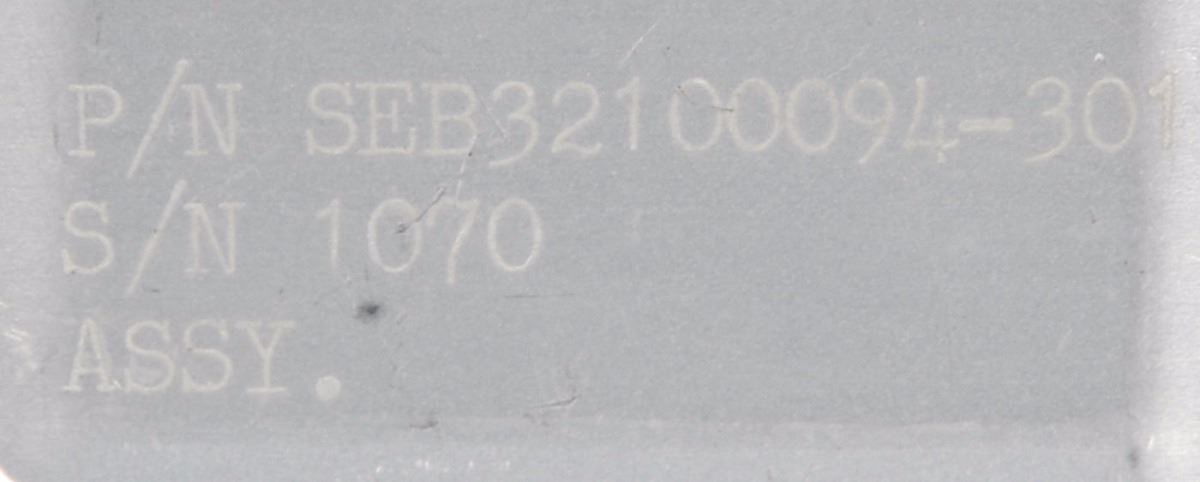 P/N SEB32100094-301
S/N 1070
ASSY.